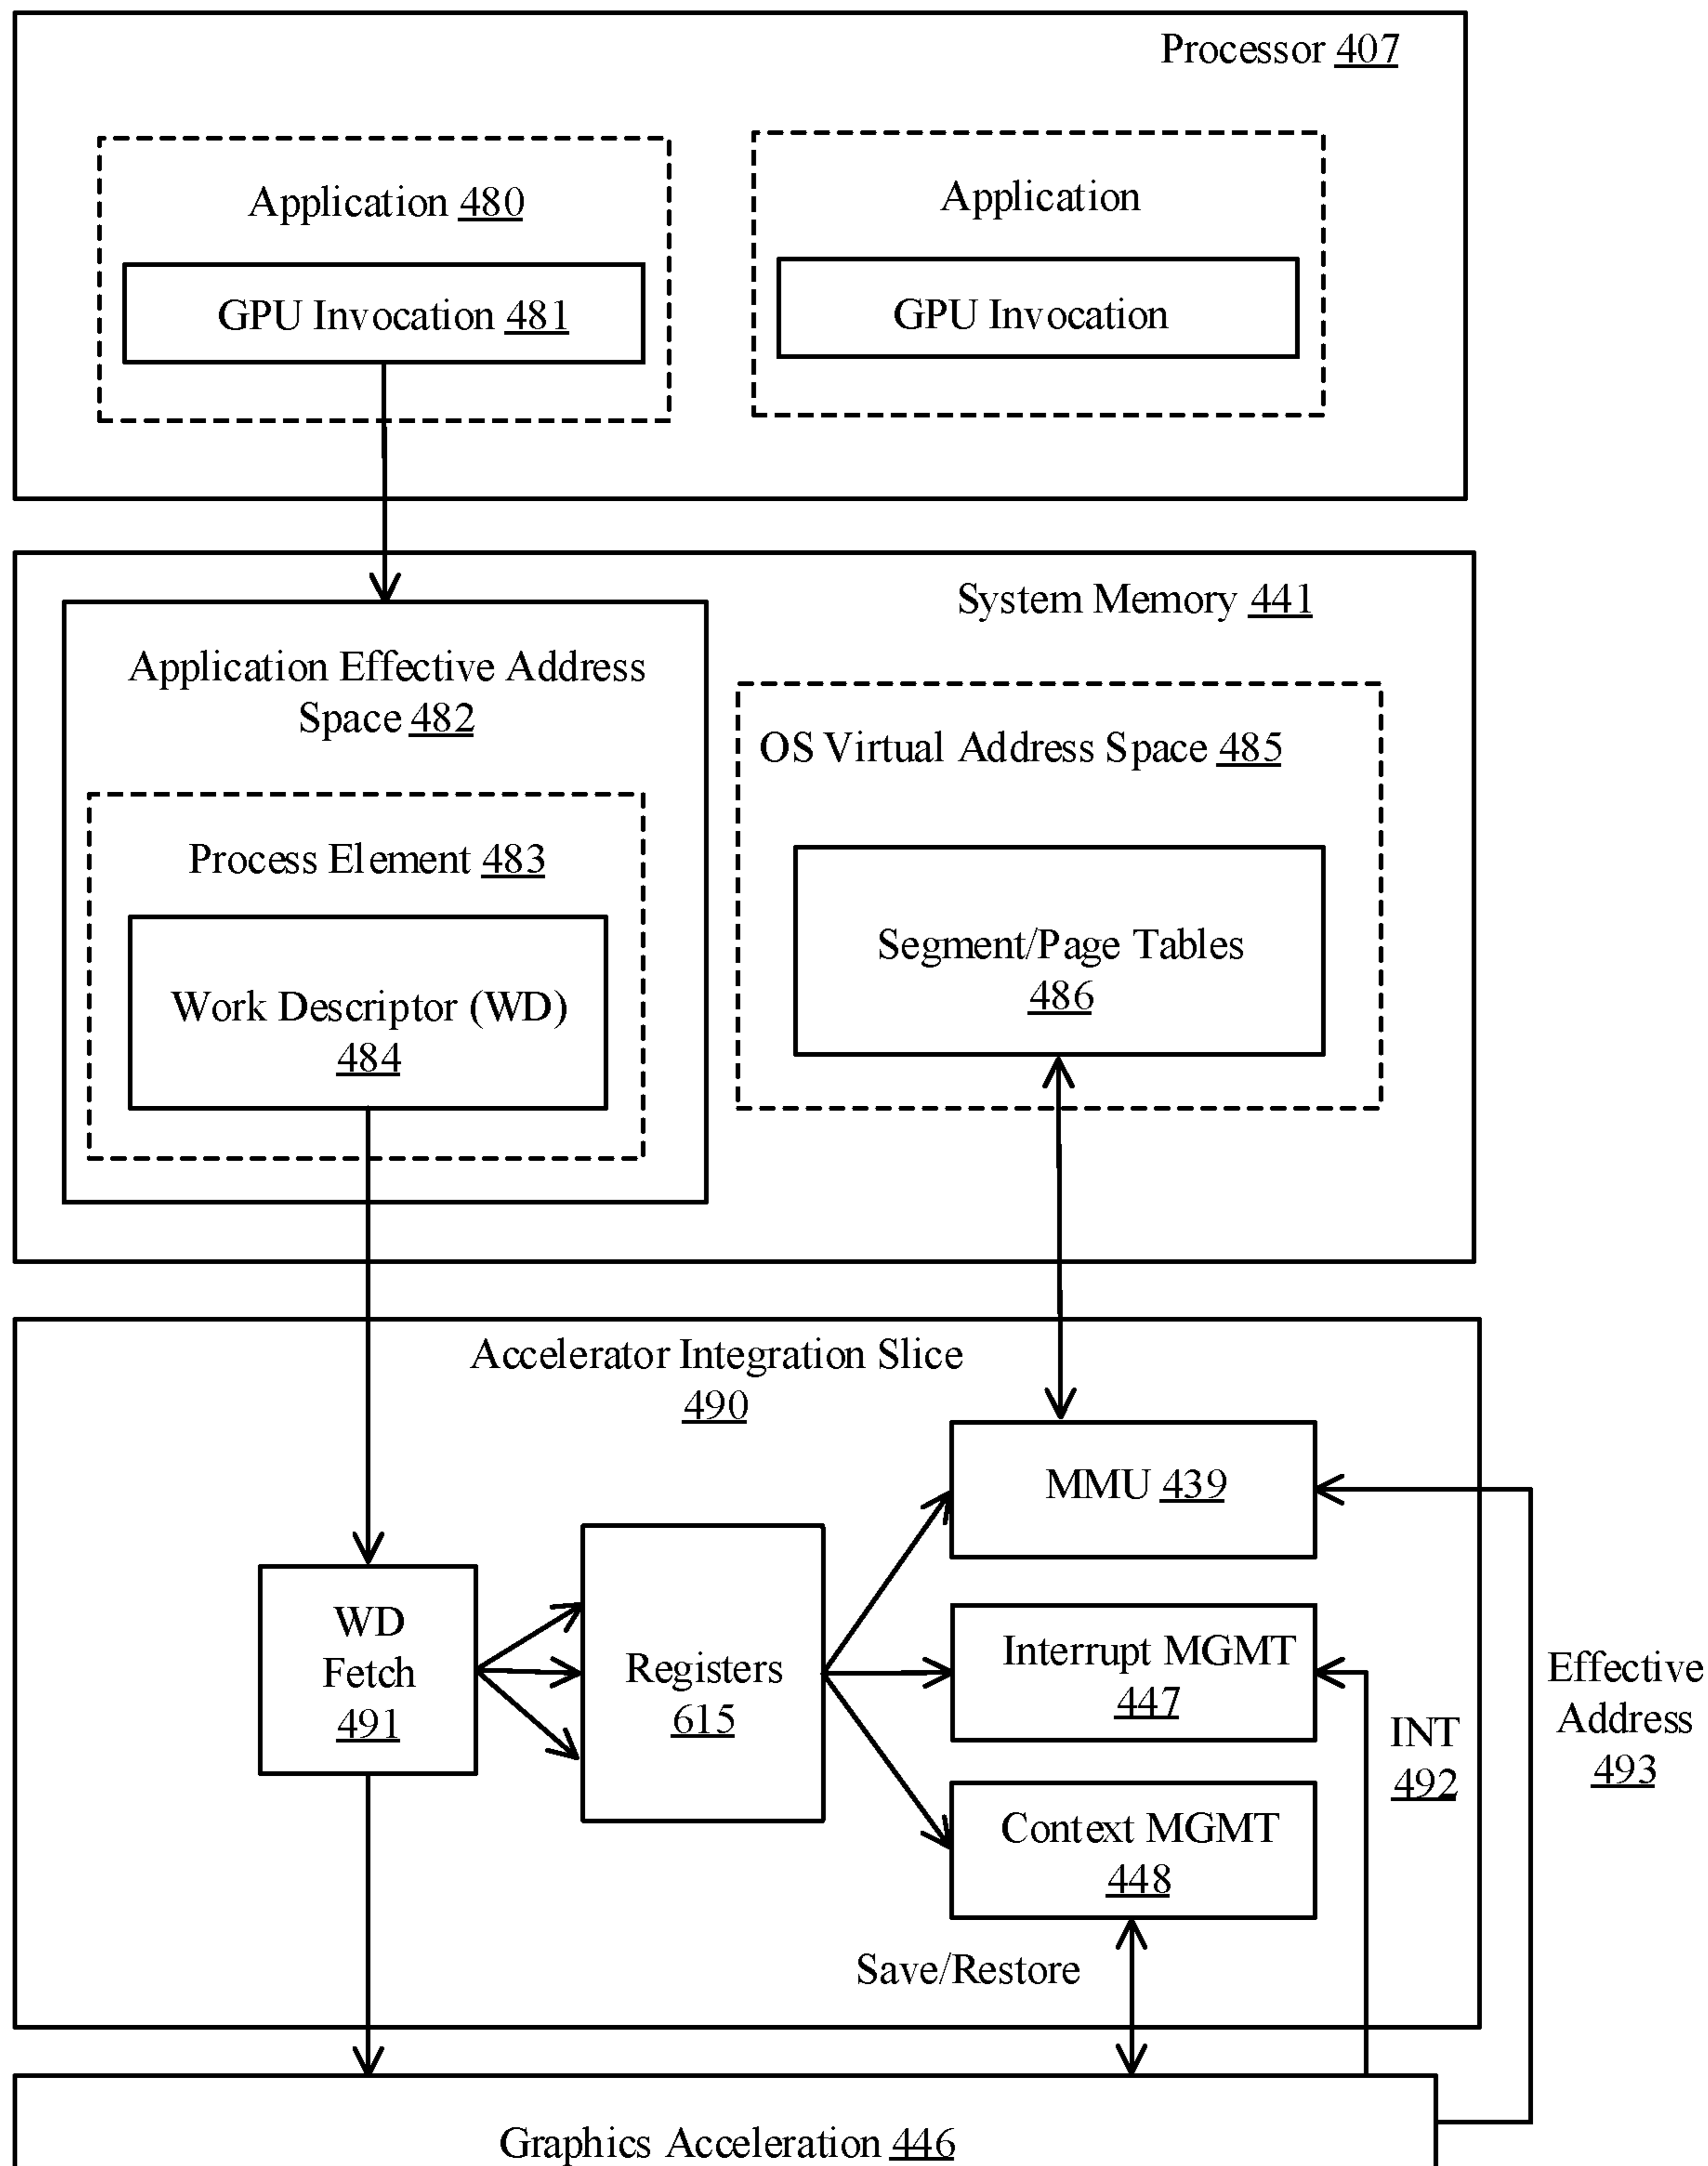 Processor 407
Application 480
GPU Invocation 481
Application
GPU Invocation
System Memory 441
Application Effective Address
Space 482
Process Element 483
Work Descriptor (WD)
484
OS Virtual Address Space 485
Segment/Page Tables
486
Accelerator Integration Slice
490
WD
Fetch
491
Registers
615
MMU 439
Interrupt MGMT
447
Context MGMT
448
Save/Restore
INT
492
Effective
Address
493
Graphics Acceleration 446